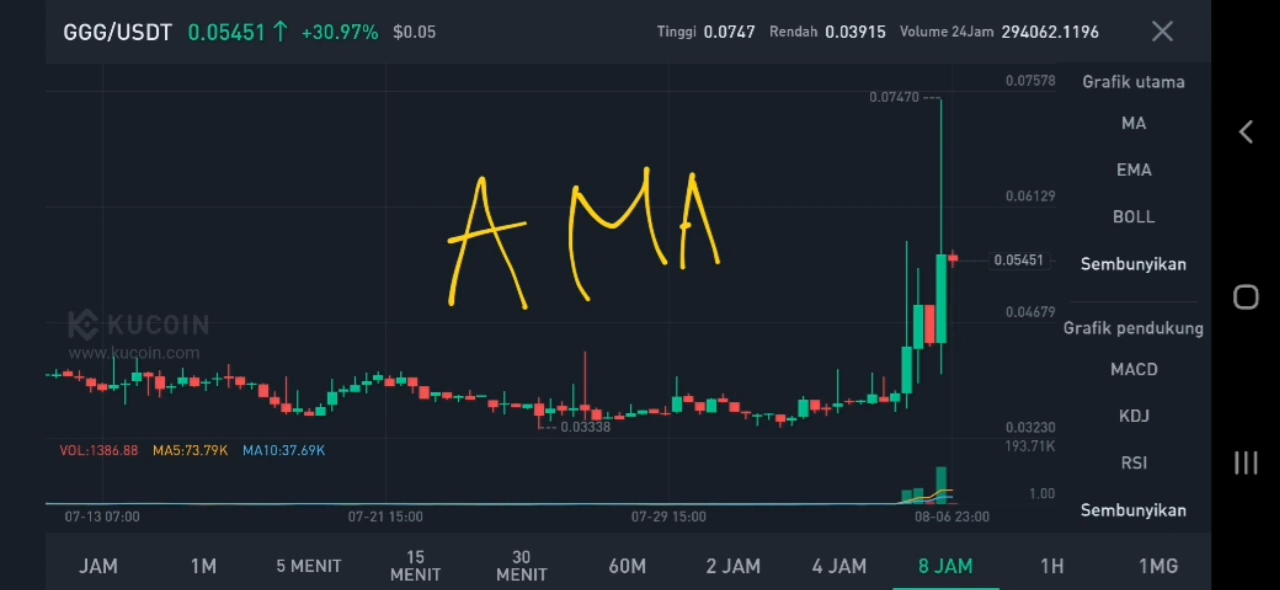 GGG/USDT 0.05451↑ +30.97% $0.05 Tinggi 0.0747 Rendah 0.03915 Volume 24Jam 294062.1196
0.07578
Grafik utama
0.07470
MA
EMA
0.06129
BOLL
AMA
0.05451
Sembunyikan
0.04679
KUCOIN
www.kucoin.com
Grafik pendukung
MACD
KDJ
0.03338
0.03230
VOL:1386.88 MA5:73.79K MA10:37.69K
193.71K
RSI
1.00
Sembunyikan
07-13 07:00 07-21 15:00 07-29 15:00 08-06 23:00
JAM 1M 5 MENIT 15 MENIT 30 MENIT 60M 2 JAM 4 JAM 8 JAM 1H 1MG